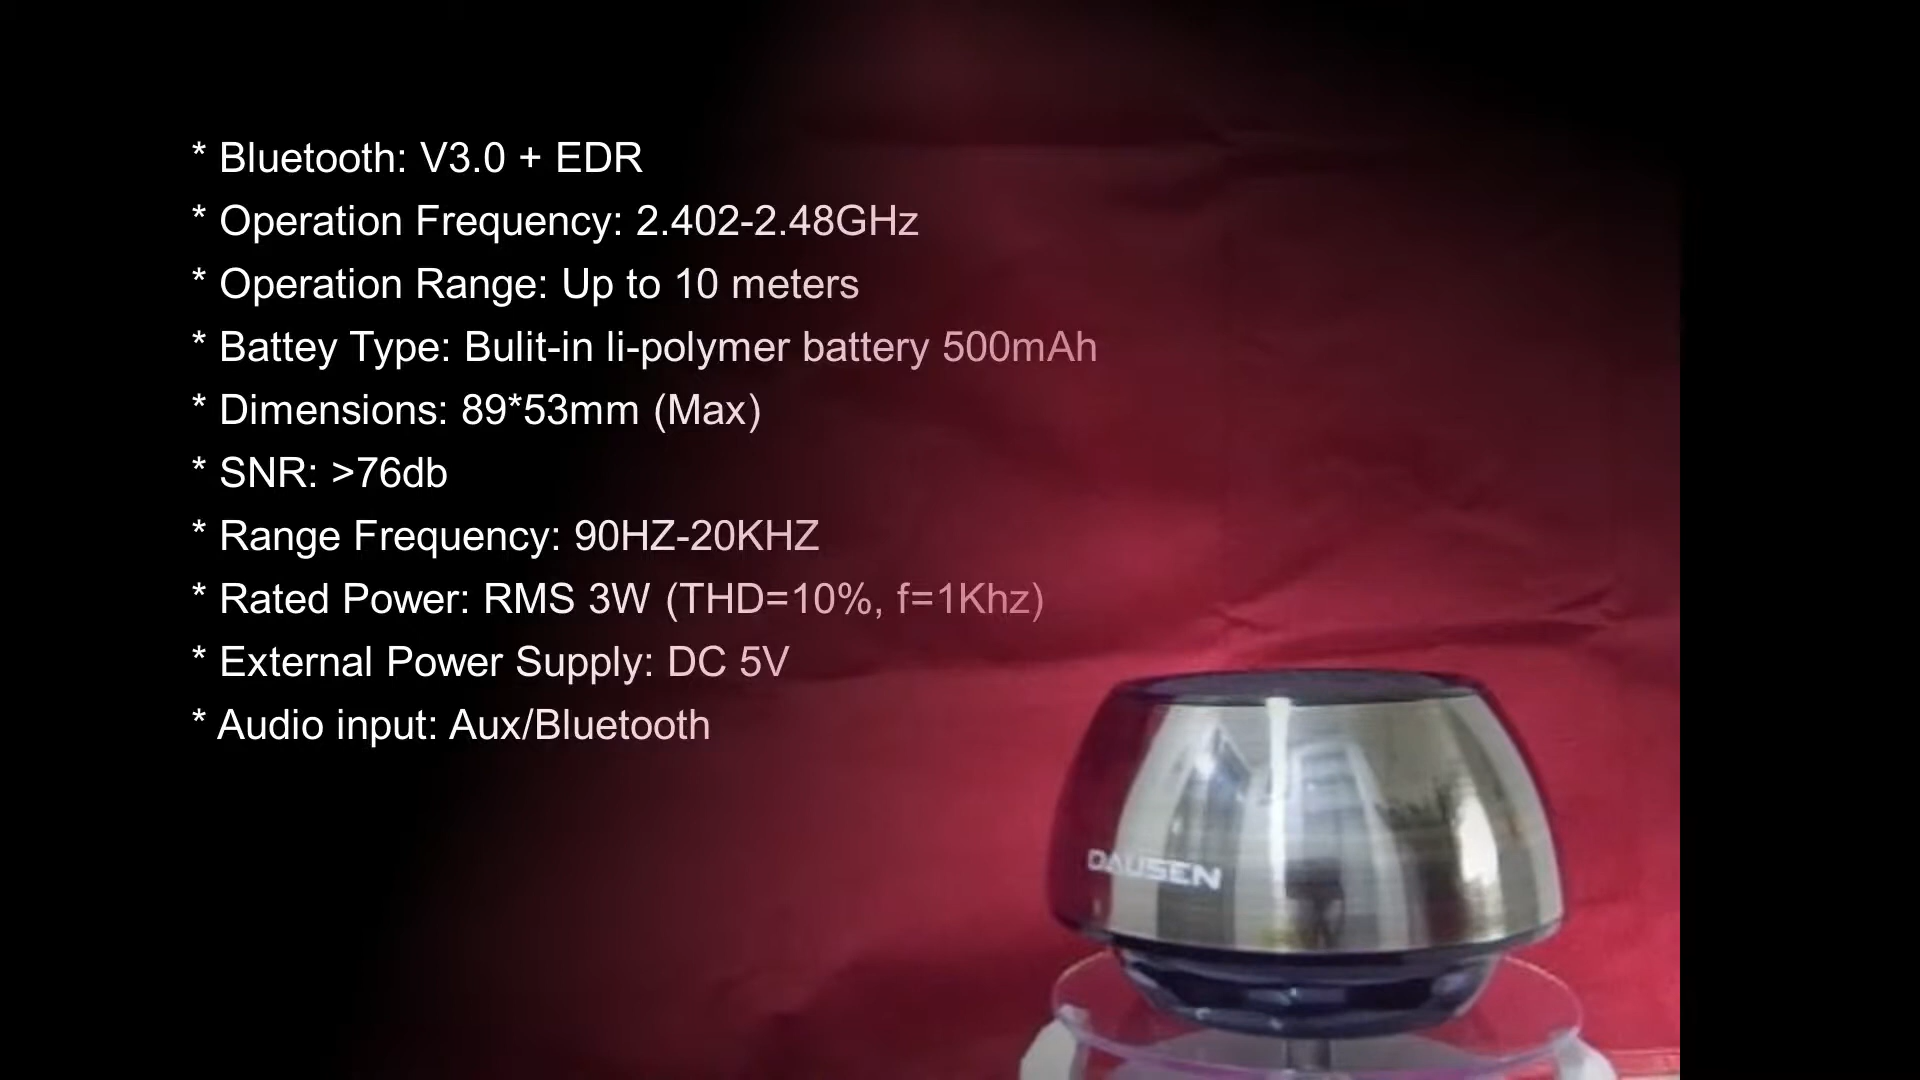 * Bluetooth: V3.0 + EDR
* Operation Frequency: 2.402-2.48GHz
* Operation Range: Up to 10 meters
* Battey Type: Bulit-in li-polymer battery 500mAh
* Dimensions: 89*53mm (Max)
* SNR: >76db
* Range Frequency: 90HZ-20KHZ
* Rated Power: RMS 3W (THD=10%, f=1Khz)
* External Power Supply: DC 5V
* Audio input: Aux/Bluetooth
DAUSEN